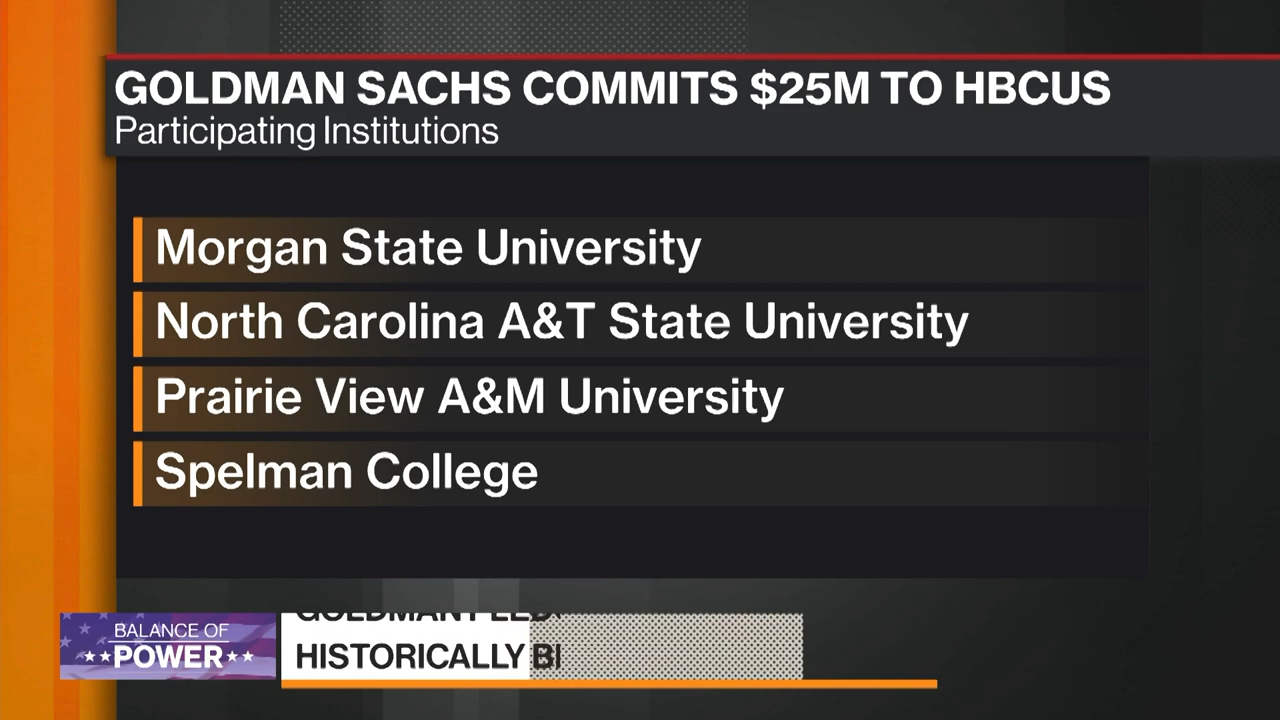 GOLDMAN SACHS COMMITS $25M TO HBCUS
Participating Institutions
Morgan State University
North Carolina A&T State University
Prairie View A&M University
Spelman College
BALANCE OF
POWER
HISTORICALLY